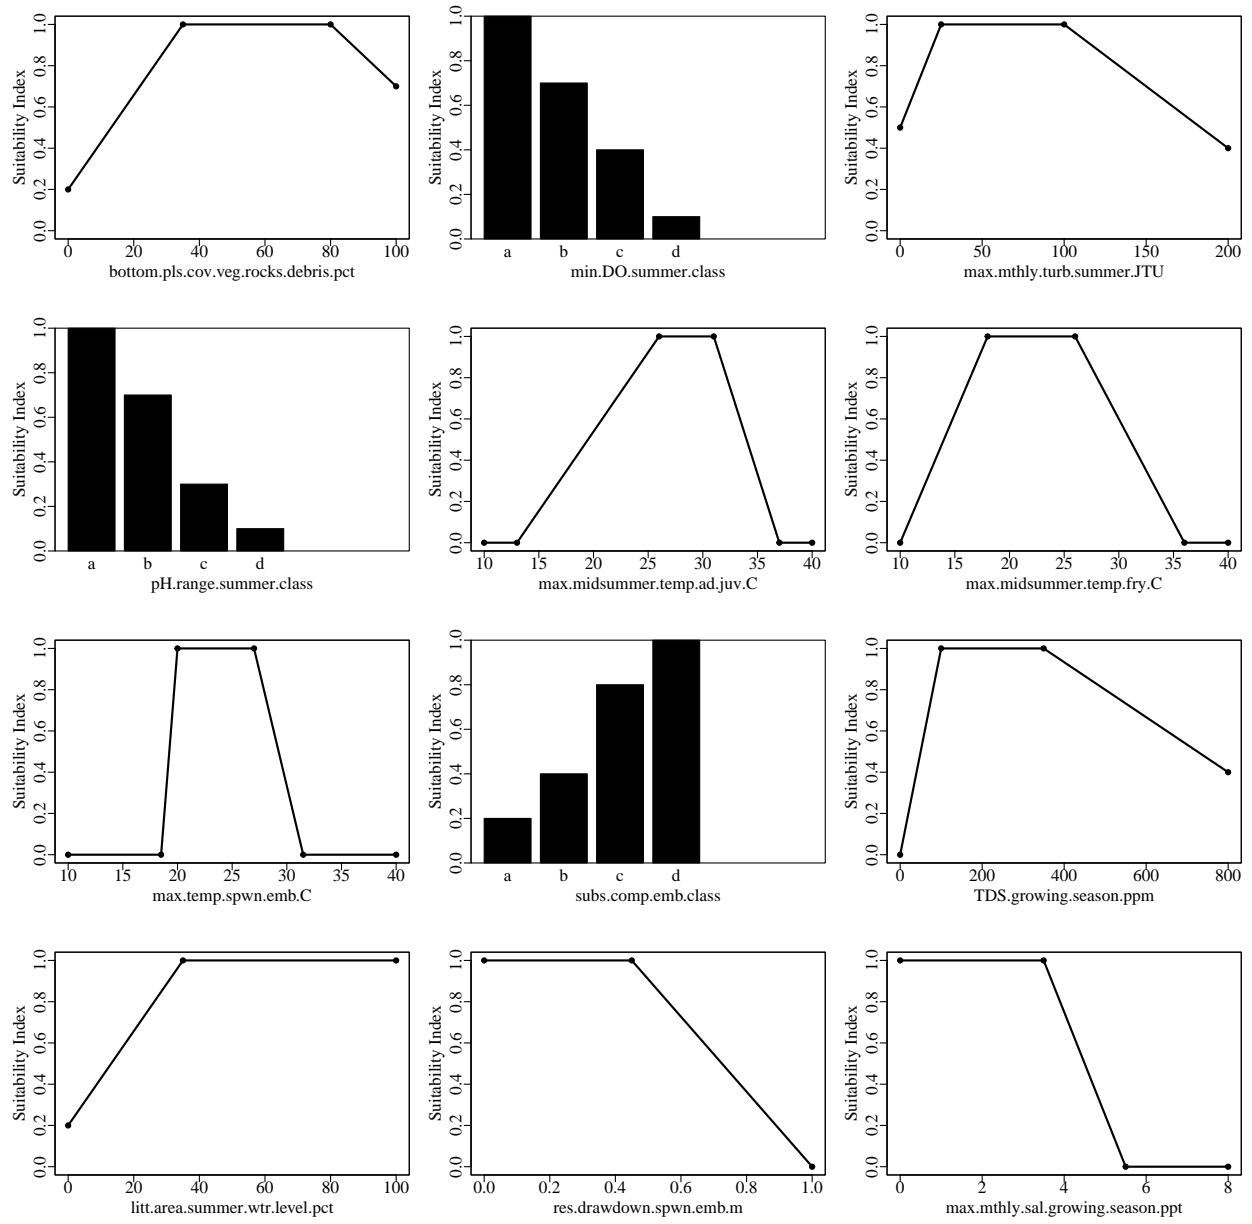 Suitability Index
0.0 0.2 0.4 0.6 0.8 1.0
0 20 40 60 80 100
bottom.pls.cov.veg.rocks.debris.pct
Suitability Index
0.0 0.2 0.4 0.6 0.8 1.0
a b c d
min.DO.summer.class
Suitability Index
0.0 0.2 0.4 0.6 0.8 1.0
0 50 100 150 200
max.mthly.turb.summer.JTU
Suitability Index
0.0 0.2 0.4 0.6 0.8 1.0
a b c d
pH.range.summer.class
Suitability Index
0.0 0.2 0.4 0.6 0.8 1.0
10 15 20 25 30 35 40
max.midsummer.temp.ad.juv.C
Suitability Index
0.0 0.2 0.4 0.6 0.8 1.0
10 15 20 25 30 35 40
max.midsummer.temp.fry.C
Suitability Index
0.0 0.2 0.4 0.6 0.8 1.0
10 15 20 25 30 35 40
max.temp.spwn.emb.C
Suitability Index
0.0 0.2 0.4 0.6 0.8 1.0
a b c d
subs.comp.emb.class
Suitability Index
0.0 0.2 0.4 0.6 0.8 1.0
0 200 400 600 800
TDS.growing.season.ppm
Suitability Index
0.0 0.2 0.4 0.6 0.8 1.0
0 20 40 60 80 100
litt.area.summer.wtr.level.pct
Suitability Index
0.0 0.2 0.4 0.6 0.8 1.0
0.0 0.2 0.4 0.6 0.8 1.0
res.drawdown.spwn.emb.m
Suitability Index
0.0 0.2 0.4 0.6 0.8 1.0
0 2 4 6 8
max.mthly.sal.growing.season.ppt